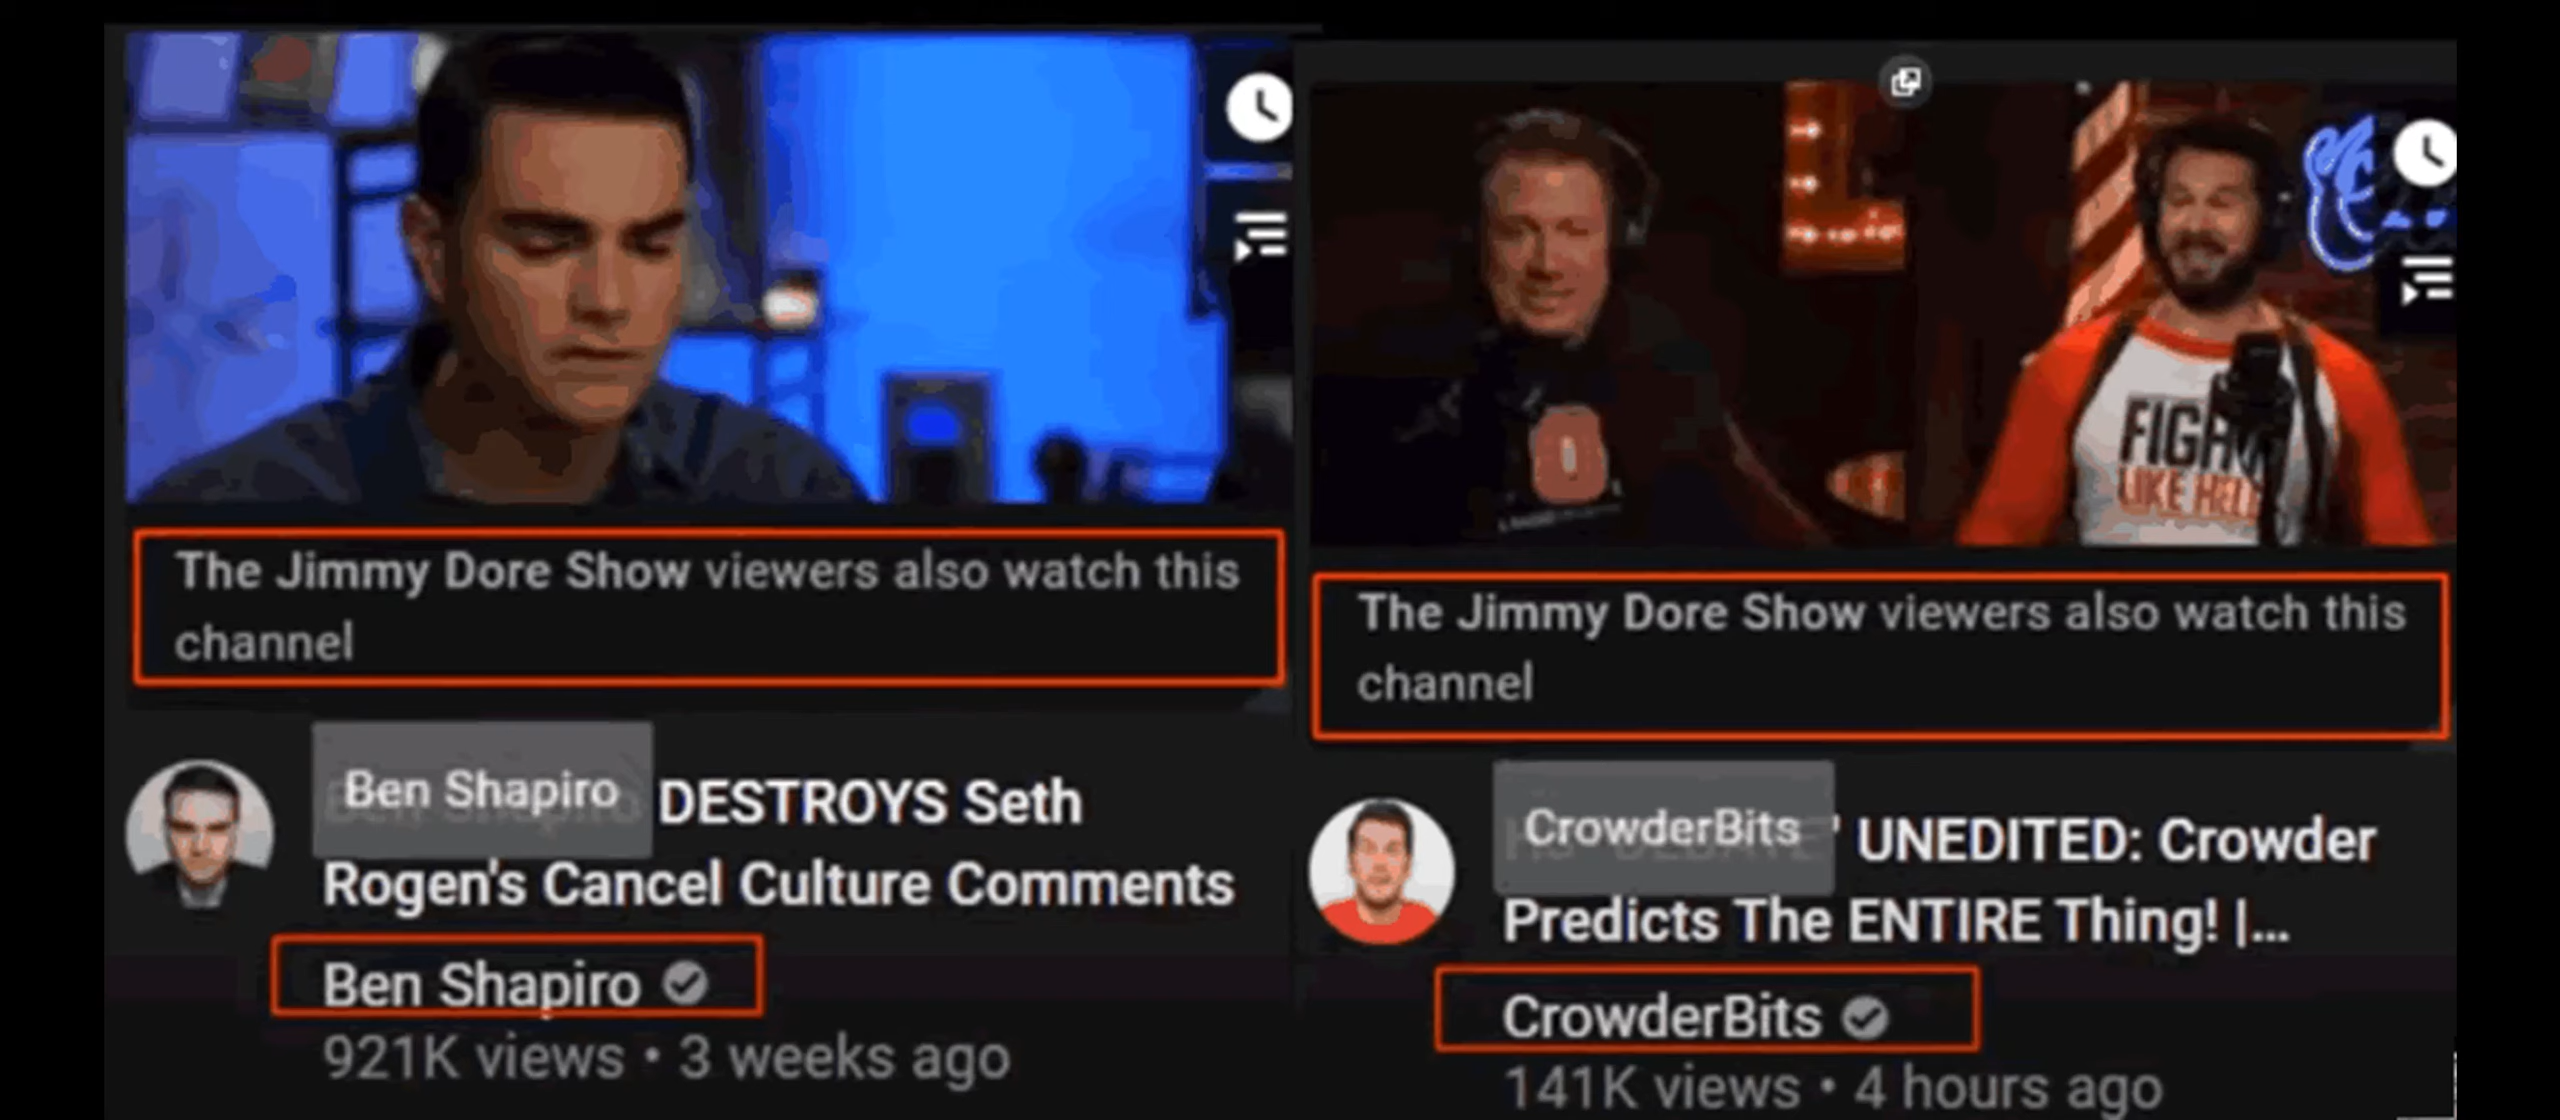 The Jimmy Dore Show viewers also watch this
channel
Ben Shapiro
DESTROYS Seth
Rogen's Cancel Culture Comments
Ben Shapiro
921K views • 3 weeks ago
LIKE HELL
The Jimmy Dore Show viewers also watch this
channel
CrowderBits
' UNEDITED: Crowder
Predicts The ENTIRE Thing! |...
CrowderBits
141K views • 4 hours ago